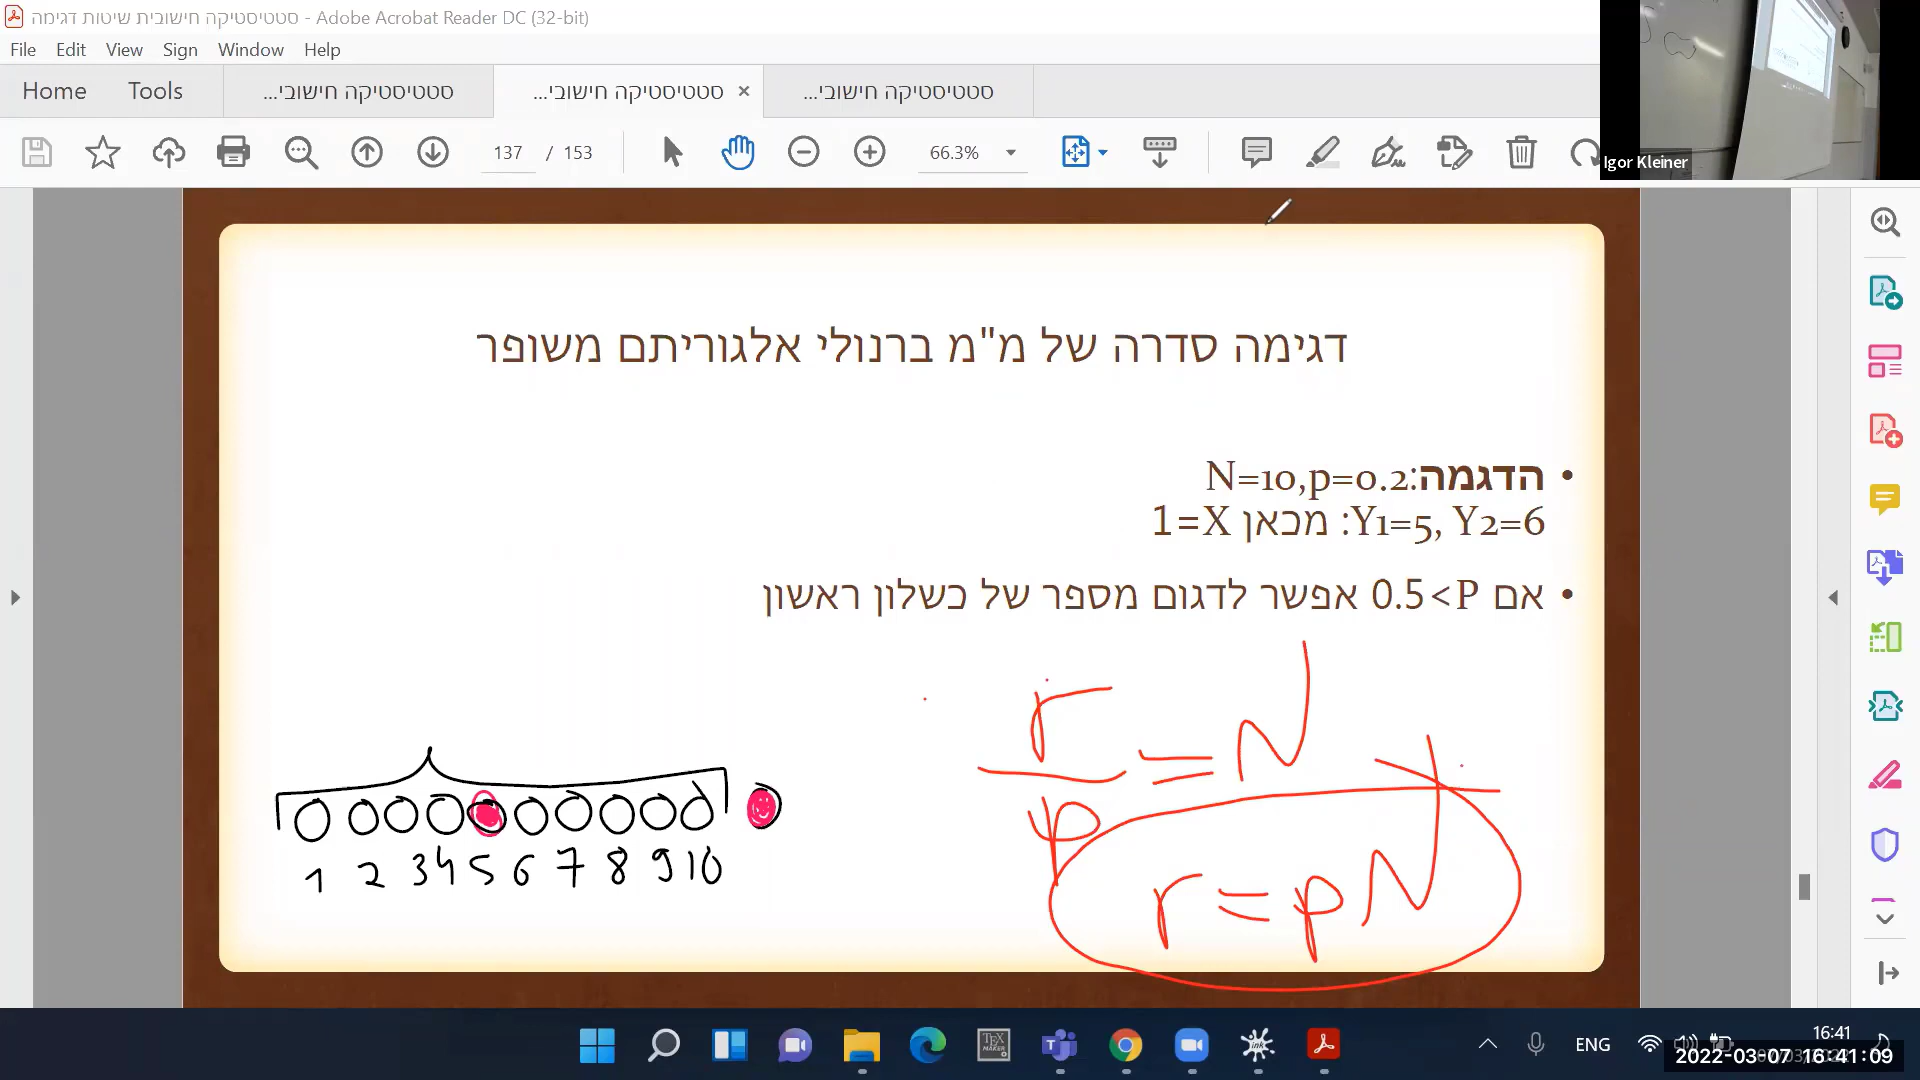 סטטיסטיקה חישובית שיטות דגימה - Adobe Acrobat Reader DC (32-bit)
File Edit View Sign Window Help
Home Tools סטטיסטיקה חישובי... סטטיסטיקה חישובי... × סטטיסטיקה חישובי...
137 / 153 66.3%
Igor Kleiner
דגימה סדרה של מ"מ ברנולי אלגוריתם משופר
• הדגמה:N=10,p=0.2
Y1=5, Y2=6: מכאן X=1
• אם P>0.5 אפשר לדגום מספר של כשלון ראשון
r/p = N
r = pN
1 2 3 4 5 6 7 8 9 10
TEX MAKER
ink
ENG
16:41
2022-03-07 16:41:09